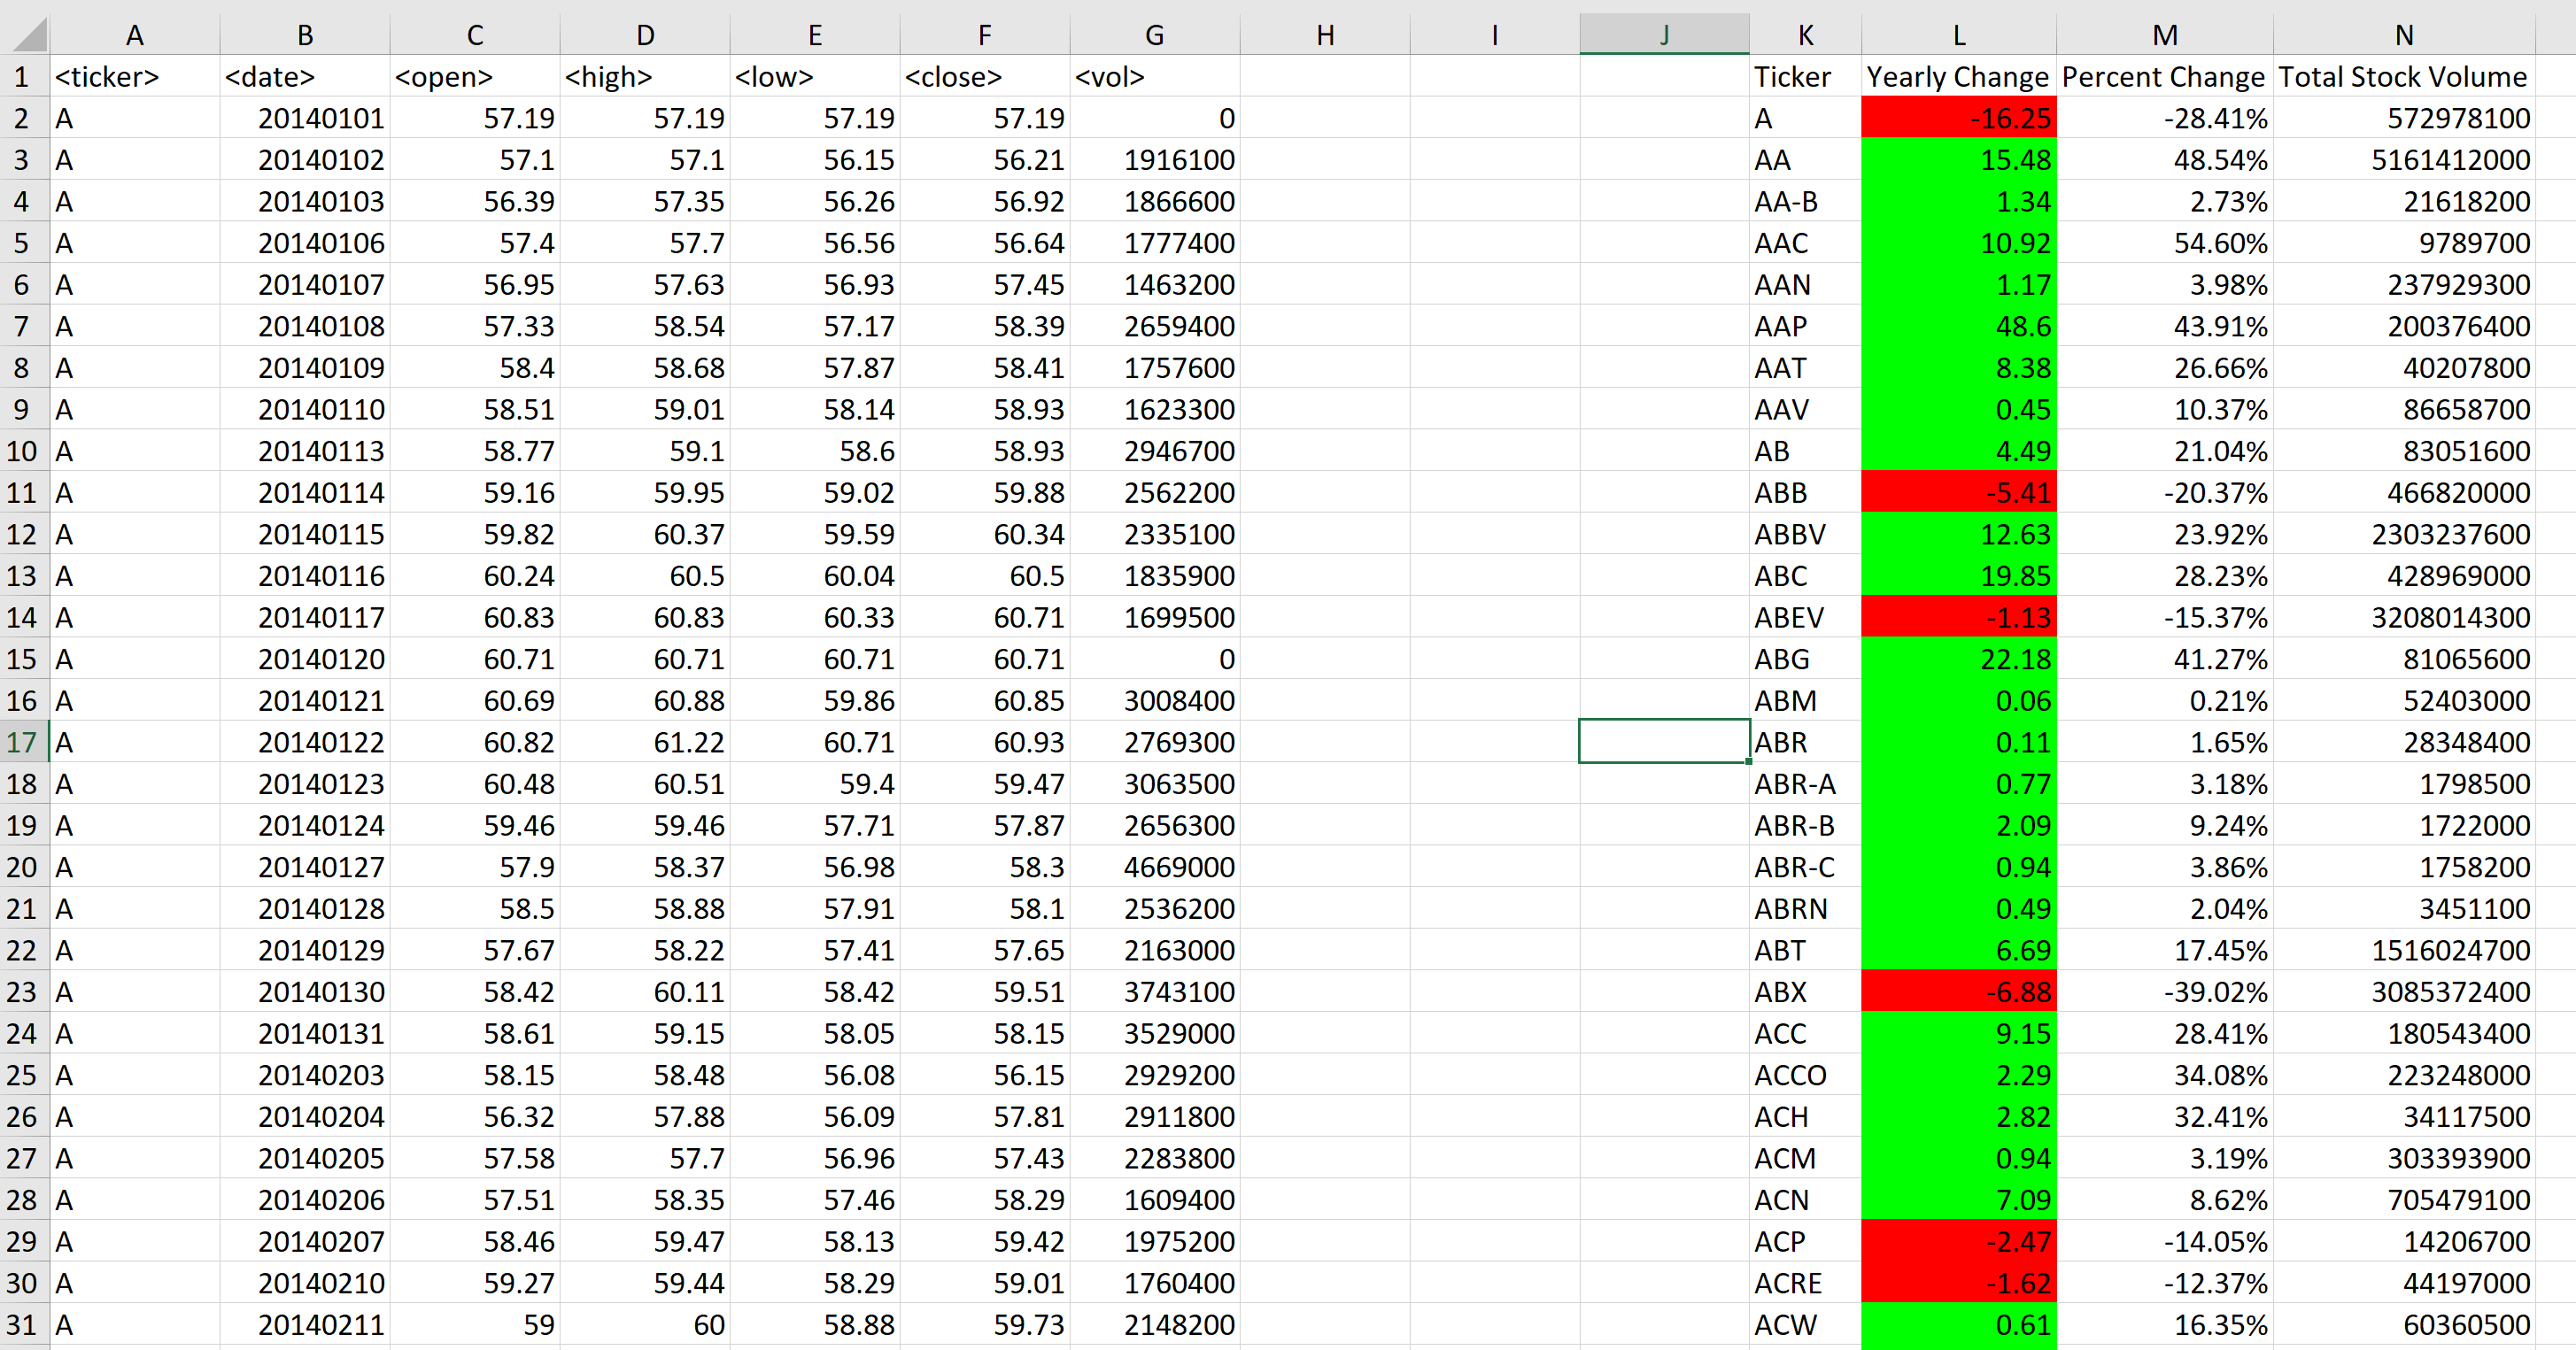 A B C D E F G H I J K L M N
1 <ticker> <date> <open> <high> <low> <close> <vol> Ticker Yearly Change Percent Change Total Stock Volume
2 A 20140101 57.19 57.19 57.19 57.19 0 A -16.25 -28.41% 572978100
3 A 20140102 57.1 57.1 56.15 56.21 1916100 AA 15.48 48.54% 5161412000
4 A 20140103 56.39 57.35 56.26 56.92 1866600 AA-B 1.34 2.73% 21618200
5 A 20140106 57.4 57.7 56.56 56.64 1777400 AAC 10.92 54.60% 9789700
6 A 20140107 56.95 57.63 56.93 57.45 1463200 AAN 1.17 3.98% 237929300
7 A 20140108 57.33 58.54 57.17 58.39 2659400 AAP 48.6 43.91% 200376400
8 A 20140109 58.4 58.68 57.87 58.41 1757600 AAT 8.38 26.66% 40207800
9 A 20140110 58.51 59.01 58.14 58.93 1623300 AAV 0.45 10.37% 86658700
10 A 20140113 58.77 59.1 58.6 58.93 2946700 AB 4.49 21.04% 83051600
11 A 20140114 59.16 59.95 59.02 59.88 2562200 ABB -5.41 -20.37% 466820000
12 A 20140115 59.82 60.37 59.59 60.34 2335100 ABBV 12.63 23.92% 2303237600
13 A 20140116 60.24 60.5 60.04 60.5 1835900 ABC 19.85 28.23% 428969000
14 A 20140117 60.83 60.83 60.33 60.71 1699500 ABEV -1.13 -15.37% 3208014300
15 A 20140120 60.71 60.71 60.71 60.71 0 ABG 22.18 41.27% 81065600
16 A 20140121 60.69 60.88 59.86 60.85 3008400 ABM 0.06 0.21% 52403000
17 A 20140122 60.82 61.22 60.71 60.93 2769300 ABR 0.11 1.65% 28348400
18 A 20140123 60.48 60.51 59.4 59.47 3063500 ABR-A 0.77 3.18% 1798500
19 A 20140124 59.46 59.46 57.71 57.87 2656300 ABR-B 2.09 9.24% 1722000
20 A 20140127 57.9 58.37 56.98 58.3 4669000 ABR-C 0.94 3.86% 1758200
21 A 20140128 58.5 58.88 57.91 58.1 2536200 ABRN 0.49 2.04% 3451100
22 A 20140129 57.67 58.22 57.41 57.65 2163000 ABT 6.69 17.45% 1516024700
23 A 20140130 58.42 60.11 58.42 59.51 3743100 ABX -6.88 -39.02% 3085372400
24 A 20140131 58.61 59.15 58.05 58.15 3529000 ACC 9.15 28.41% 180543400
25 A 20140203 58.15 58.48 56.08 56.15 2929200 ACCO 2.29 34.08% 223248000
26 A 20140204 56.32 57.88 56.09 57.81 2911800 ACH 2.82 32.41% 34117500
27 A 20140205 57.58 57.7 56.96 57.43 2283800 ACM 0.94 3.19% 303393900
28 A 20140206 57.51 58.35 57.46 58.29 1609400 ACN 7.09 8.62% 705479100
29 A 20140207 58.46 59.47 58.13 59.42 1975200 ACP -2.47 -14.05% 14206700
30 A 20140210 59.27 59.44 58.29 59.01 1760400 ACRE -1.62 -12.37% 44197000
31 A 20140211 59 60 58.88 59.73 2148200 ACW 0.61 16.35% 60360500